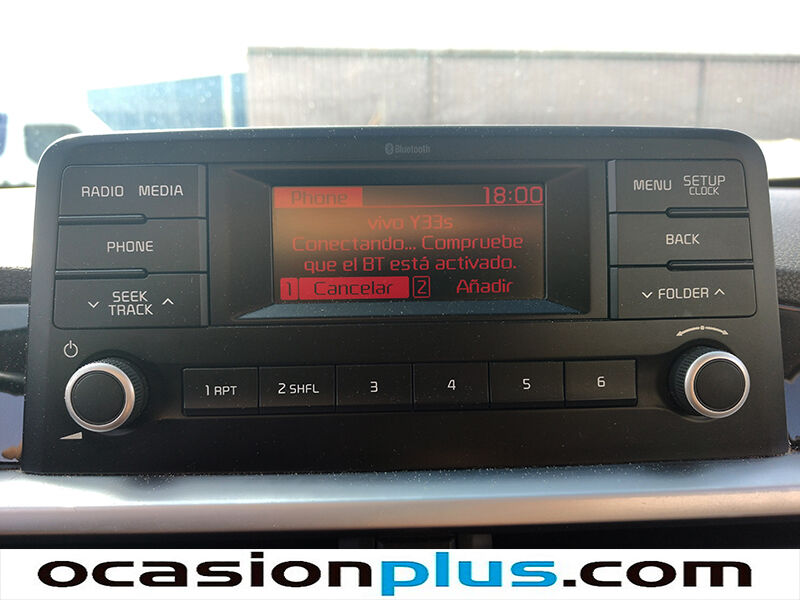 Bluetooth
RADIO MEDIA
PHONE
SEEK
TRACK
Phone 18:00
vivo Y33s
Conectando... Compruebe
que el BT está activado.
1 Cancelar 2 Añadir
MENU SETUP
CLOCK
BACK
FOLDER
1 RPT 2 SHFL 3 4 5 6
ocasionplus.com